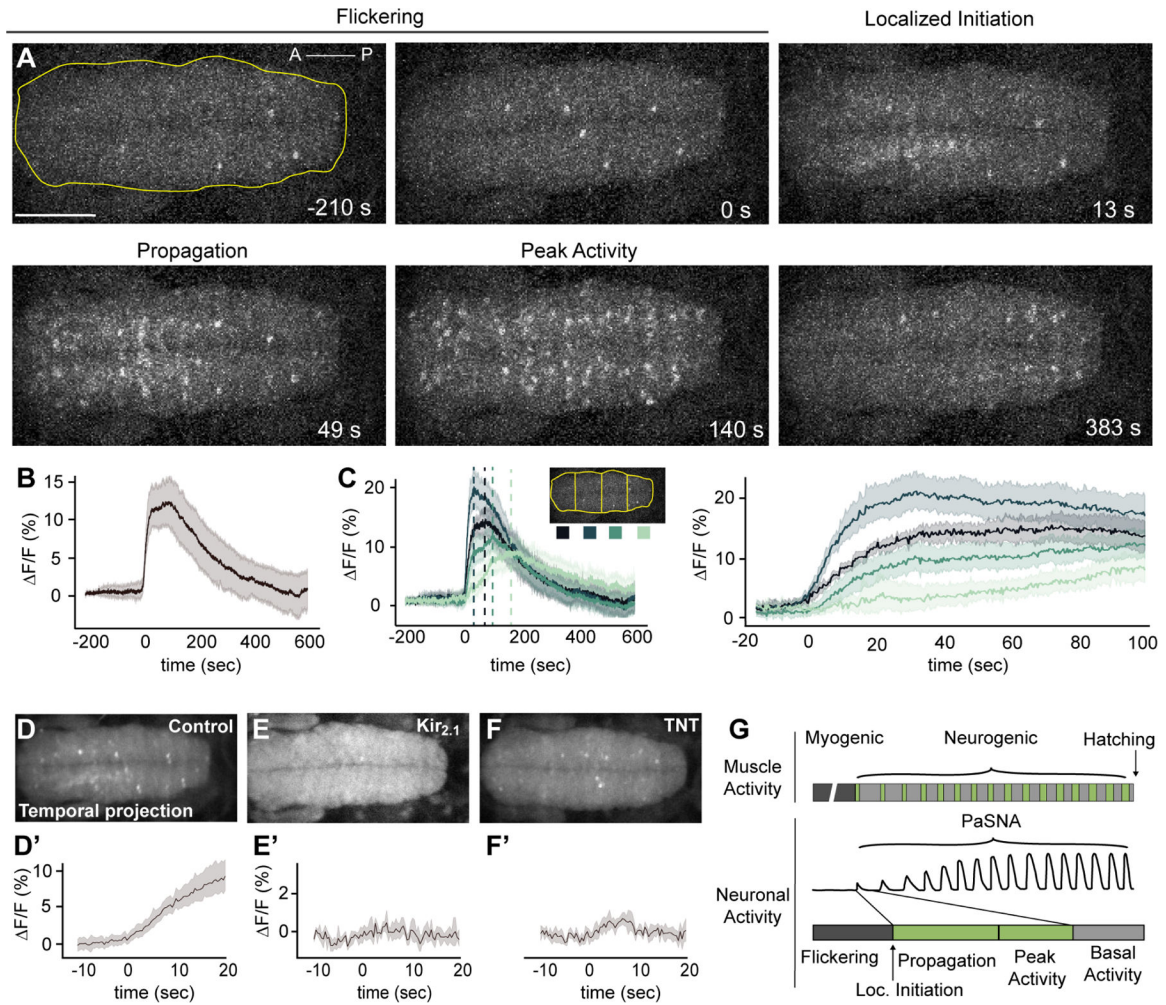 Flickering
Localized Initiation
A
A P
-210 s
0 s
13 s
Propagation
Peak Activity
49 s
140 s
383 s
B
ΔF/F (%)
15
10
5
0
-200 0 200 400 600
time (sec)
C
ΔF/F (%)
20
10
0
-200 0 200 400 600
time (sec)
ΔF/F (%)
20
10
0
-20 0 20 40 60 80 100
time (sec)
D
Control
Temporal projection
E
Kir2.1
F
TNT
D'
ΔF/F (%)
10
5
0
-10 0 10 20
time (sec)
E'
ΔF/F (%)
2
0
-10 0 10 20
time (sec)
F'
-10 0 10 20
time (sec)
G
Myogenic
Neurogenic
Hatching
Muscle
Activity
PaSNA
Neuronal
Activity
Flickering
Propagation
Peak
Activity
Basal
Activity
Loc. Initiation